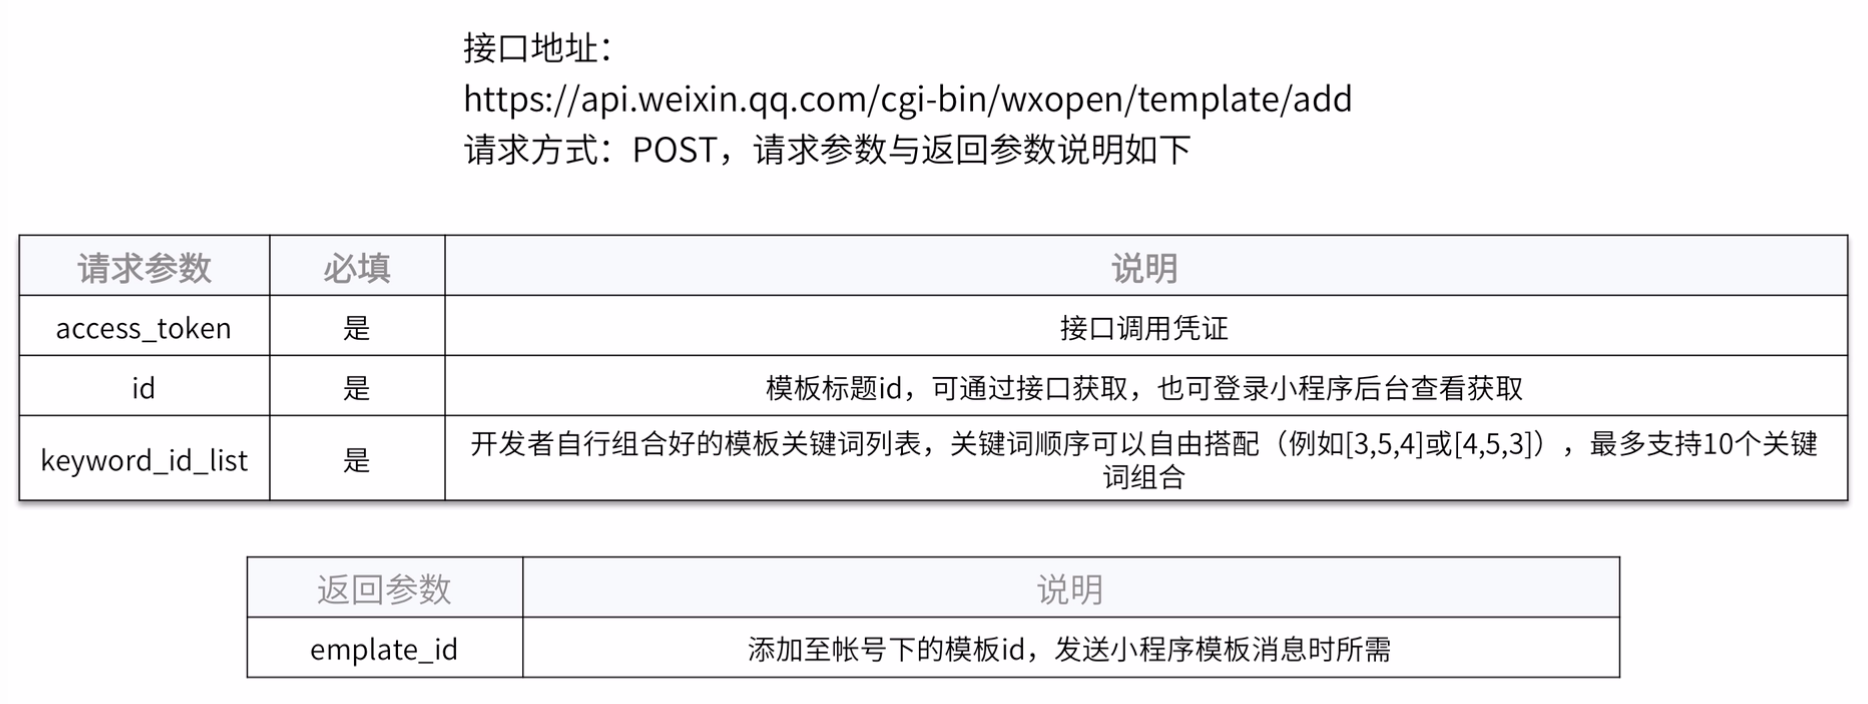 接口地址：
https://api.weixin.qq.com/cgi-bin/wxopen/template/add
请求方式：POST，请求参数与返回参数说明如下
请求参数 必填 说明
access_token 是 接口调用凭证
id 是 模板标题id，可通过接口获取，也可登录小程序后台查看获取
keyword_id_list 是 开发者自行组合好的模板关键词列表，关键词顺序可以自由搭配（例如[3,5,4]或[4,5,3]），最多支持10个关键
词组合
返回参数 说明
emplate_id 添加至帐号下的模板id，发送小程序模板消息时所需